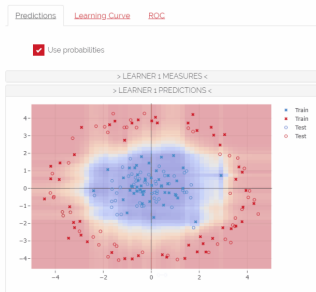 Predictions Learning Curve ROC
Use probabilities
> LEARNER 1 MEASURES <
> LEARNER 1 PREDICTIONS <
Train
Train
Test
Test
4
3
2
1
0
−1
−2
−3
−4
−4 −2 0 2 4